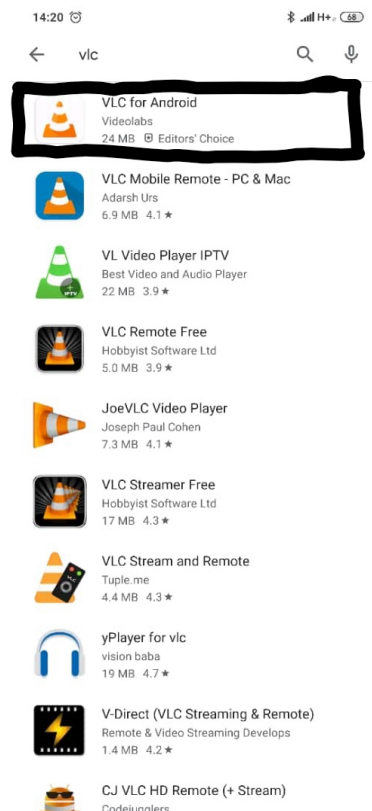 14:20 H+ 68
vlc
VLC for Android
Videolabs
24 MB Editors' Choice
VLC Mobile Remote - PC & Mac
Adarsh Urs
6.9 MB 4.1★
VL Video Player IPTV
IPTV
Best Video and Audio Player
22 MB 3.9★
VLC Remote Free
Hobbyist Software Ltd
5.0 MB 3.9★
JoeVLC Video Player
Joseph Paul Cohen
7.3 MB 4.1★
VLC Streamer Free
Hobbyist Software Ltd
17 MB 4.3★
VLC Stream and Remote
VLC
Tuple.me
4.4 MB 4.3★
yPlayer for vlc
vision baba
19 MB 4.7★
V-Direct (VLC Streaming & Remote)
Remote & Video Streaming Develops
1.4 MB 4.2★
CJ VLC HD Remote (+ Stream)
Codejugglers